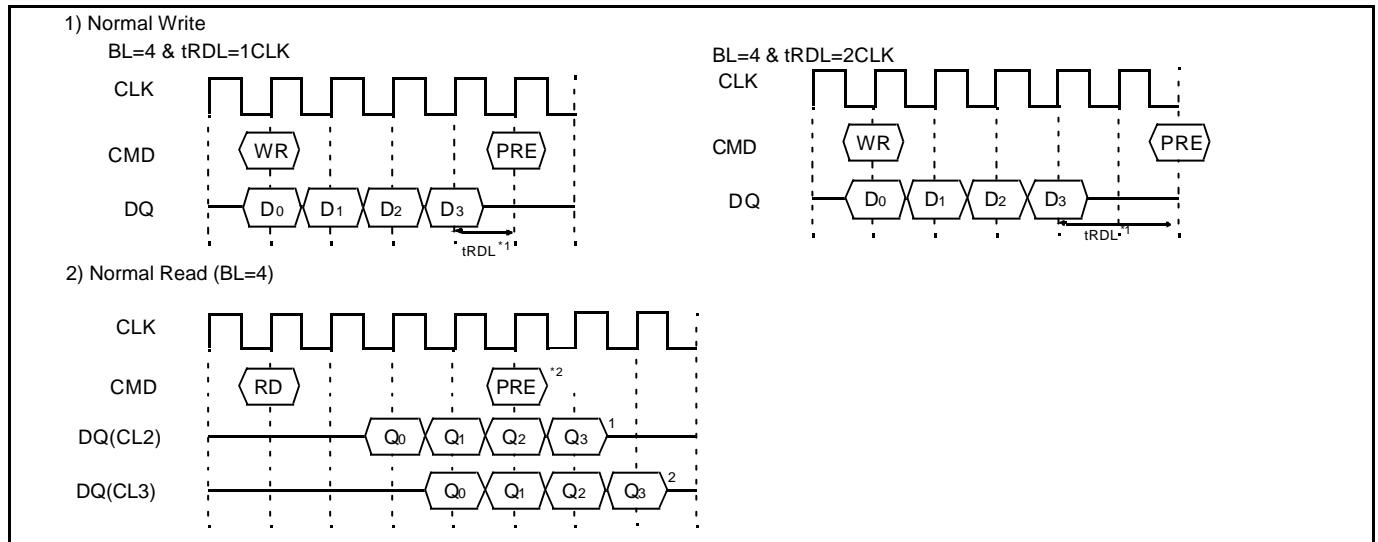 1) Normal Write
BL=4 & tRDL=1CLK
CLK
CMD WR PRE
DQ D0 D1 D2 D3
tRDL *1
BL=4 & tRDL=2CLK
CLK
CMD WR PRE
DQ D0 D1 D2 D3
tRDL *1
2) Normal Read (BL=4)
CLK
CMD RD PRE *2
DQ(CL2) Q0 Q1 Q2 Q3 1
DQ(CL3) Q0 Q1 Q2 Q3 2